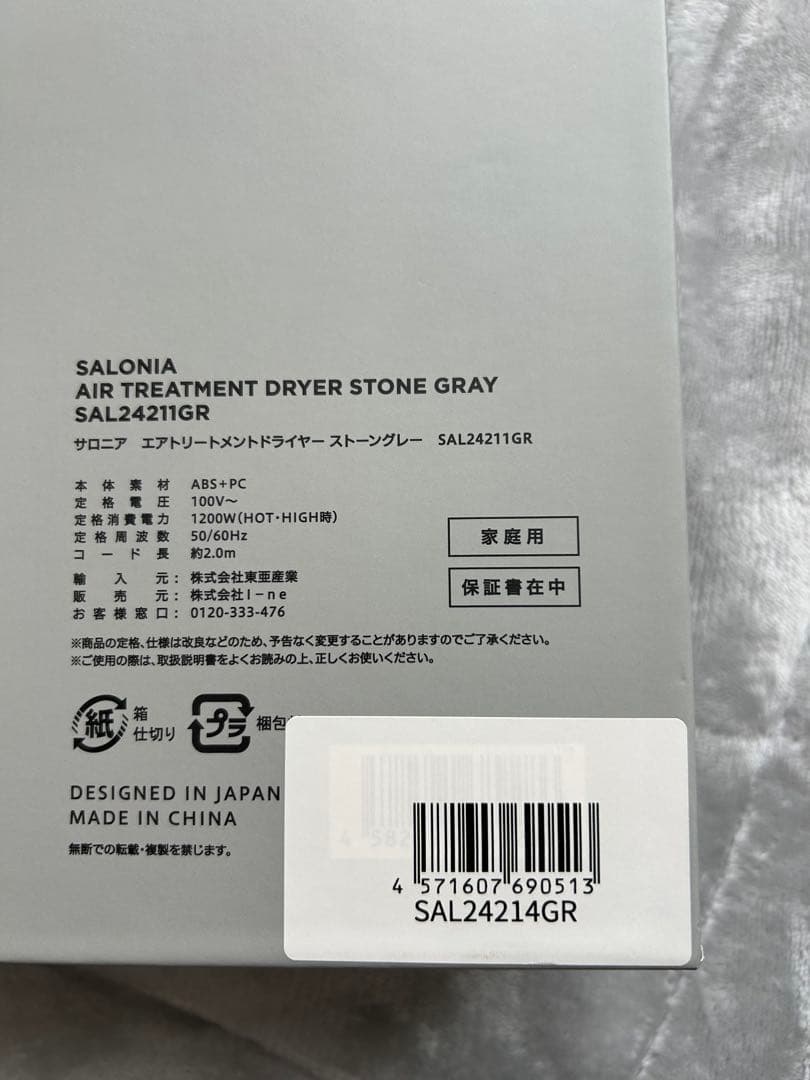 SALONIA
AIR TREATMENT DRYER STONE GRAY
SAL24211GR
サロニア エアトリートメントドライヤー ストーングレー SAL24211GR
本体素材 ABS+PC
定格電圧 100V〜
定格消費電力 1200W(HOT・HIGH時)
定格周波数 50/60Hz
コード長 約2.0m
家庭用
保証書在中
輸入元: 株式会社東亜産業
販売元: 株式会社I-ne
お客様窓口: 0120-333-476
※商品の定格、仕様は改良などのため、予告なく変更することがありますのでご了承ください。
※ご使用の際は、取扱説明書をよくお読みの上、正しくお使いください。
紙 箱
仕切り
プラ 梱包
DESIGNED IN JAPAN
MADE IN CHINA
無断での転載・複製を禁じます。
4 582
4 571607 690513
SAL24214GR